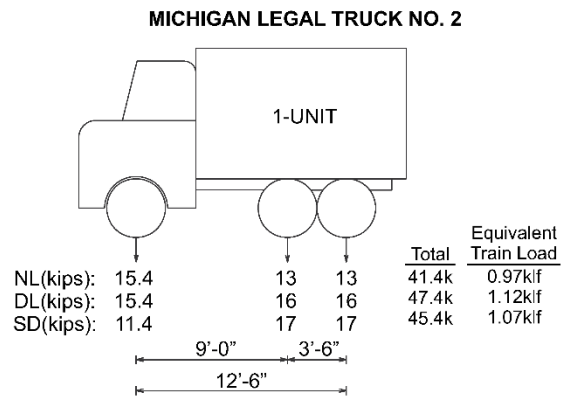 MICHIGAN LEGAL TRUCK NO. 2
1-UNIT
Equivalent
Total Train Load
NL(kips): 15.4 13 13 41.4k 0.97klf
DL(kips): 15.4 16 16 47.4k 1.12klf
SD(kips): 11.4 17 17 45.4k 1.07klf
9'-0" 3'-6"
12'-6"